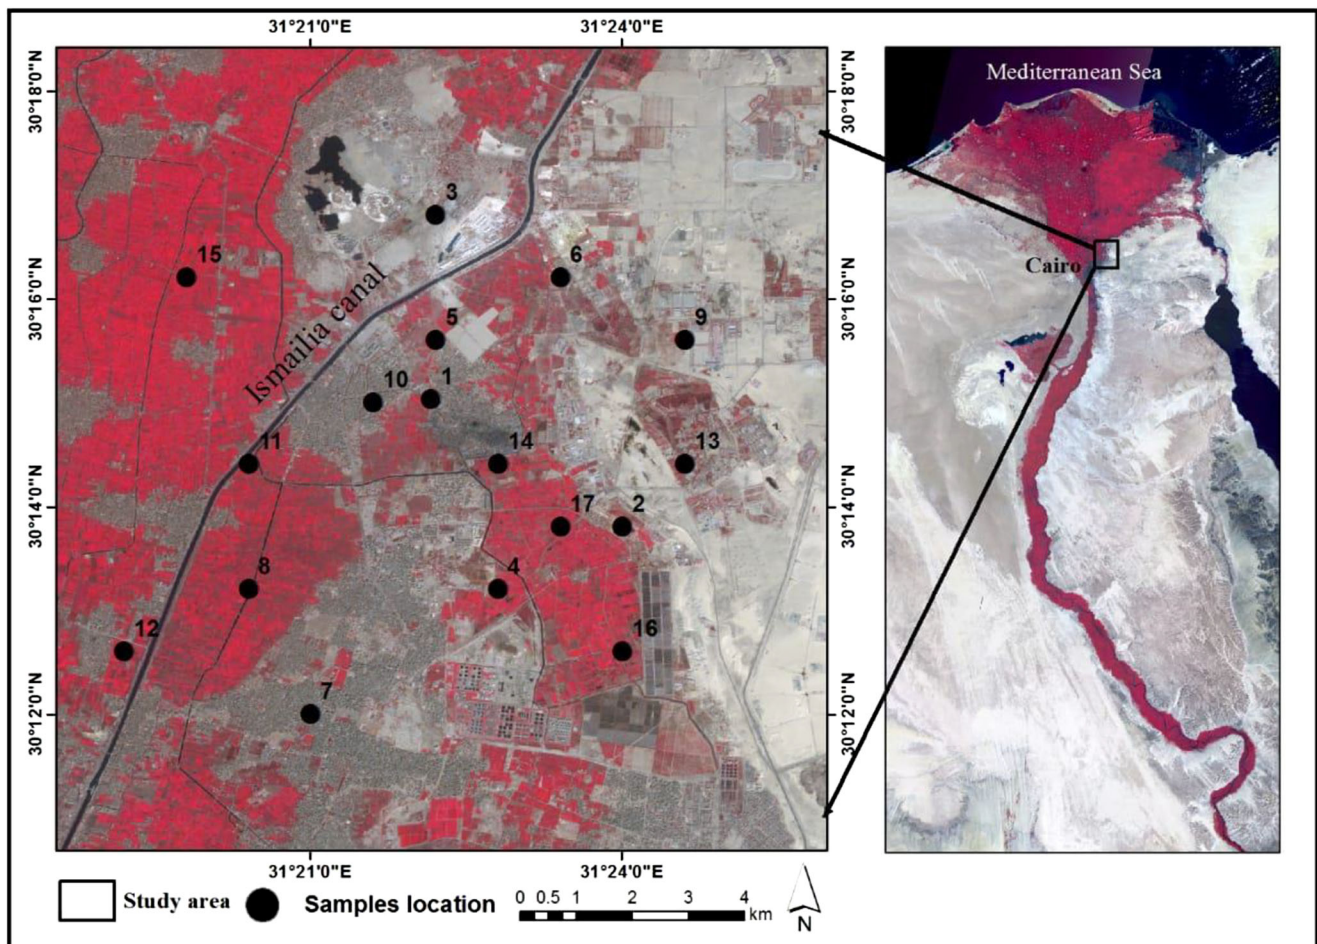 31°21'0"E
31°24'0"E
30°18'0"N
30°18'0"N
Mediterranean Sea
3
15
6
30°16'0"N
30°16'0"N
Cairo
Ismailia canal
5
9
10
1
11
14
13
30°14'0"N
30°14'0"N
17
2
8
4
12
16
7
30°12'0"N
30°12'0"N
31°21'0"E
31°24'0"E
Study area
Samples location
0 0.5 1 2 3 4
km
N